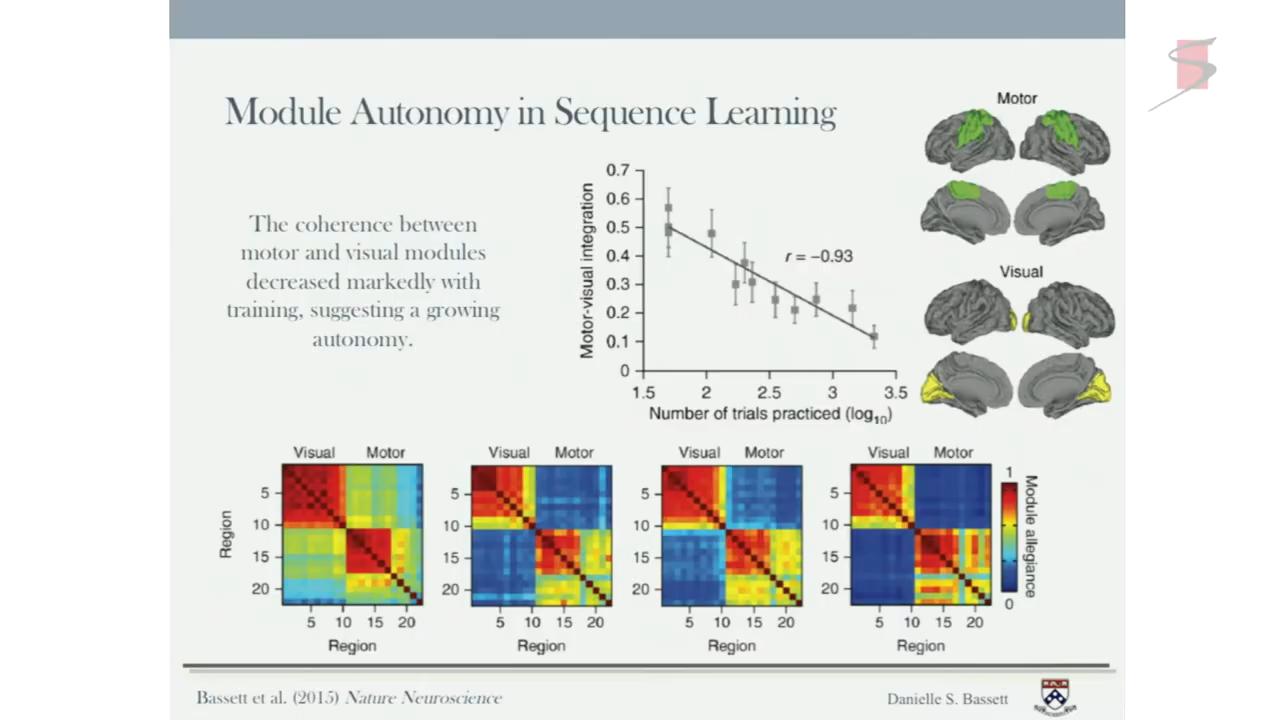 Module Autonomy in Sequence Learning
The coherence between
motor and visual modules
decreased markedly with
training, suggesting a growing
autonomy.
Motor-visual integration
0.7
0.6
0.5
0.4
0.3
0.2
0.1
0
r = −0.93
1.5 2 2.5 3 3.5
Number of trials practiced (log10)
Motor
Visual
Visual Motor
Visual Motor
Visual Motor
Visual Motor
Region
5
10
15
20
5 10 15 20
Region
5
10
15
20
5 10 15 20
Region
5
10
15
20
5 10 15 20
Region
5
10
15
20
5 10 15 20
Region
1
0
Module allegiance
Bassett et al. (2015) Nature Neuroscience
Danielle S. Bassett